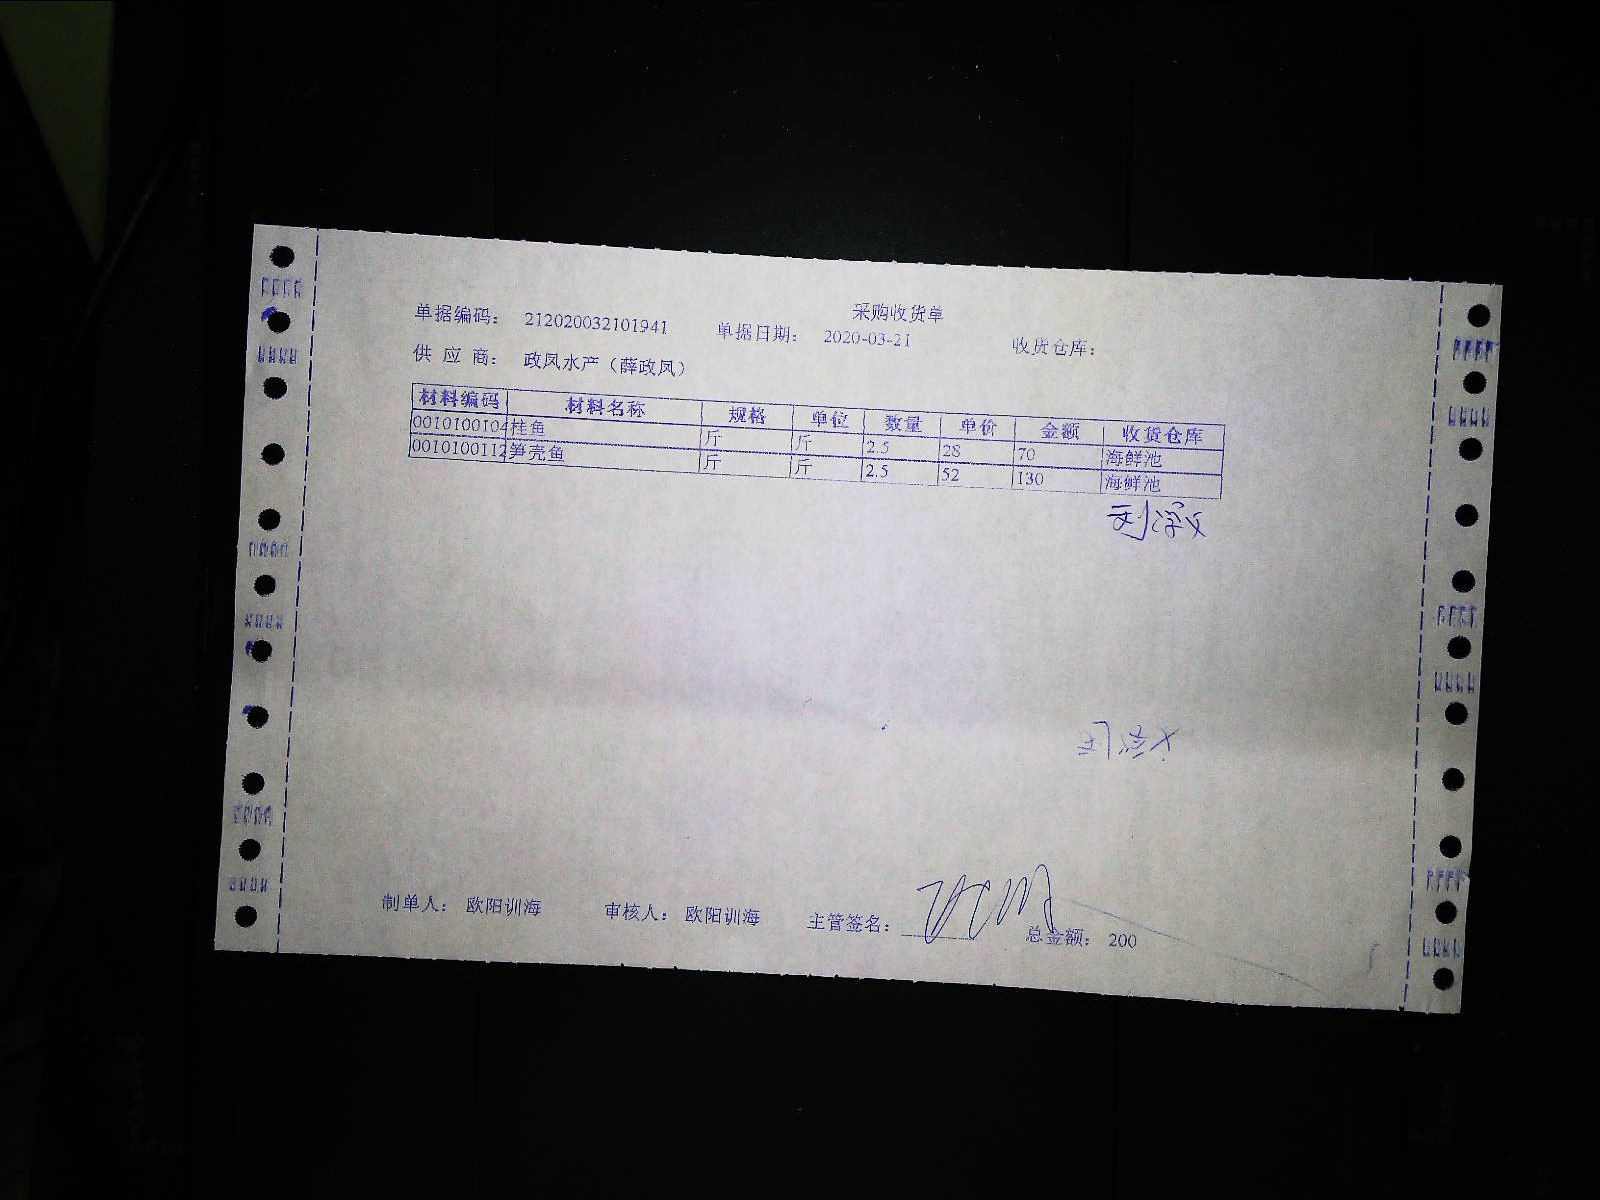 采购收货单
单据编码： 212020032101941 单据日期： 2020-03-21 收货仓库：
供 应 商： 政凤水产（薛政凤）
材料编码 材料名称 规格 单位 数量 单价 金额 收货仓库
0010100104 桂鱼 斤 斤 2.5 28 70 海鲜池
0010100112 笋壳鱼 斤 斤 2.5 52 130 海鲜池
制单人： 欧阳训海 审核人： 欧阳训海 主管签名： 总金额： 200